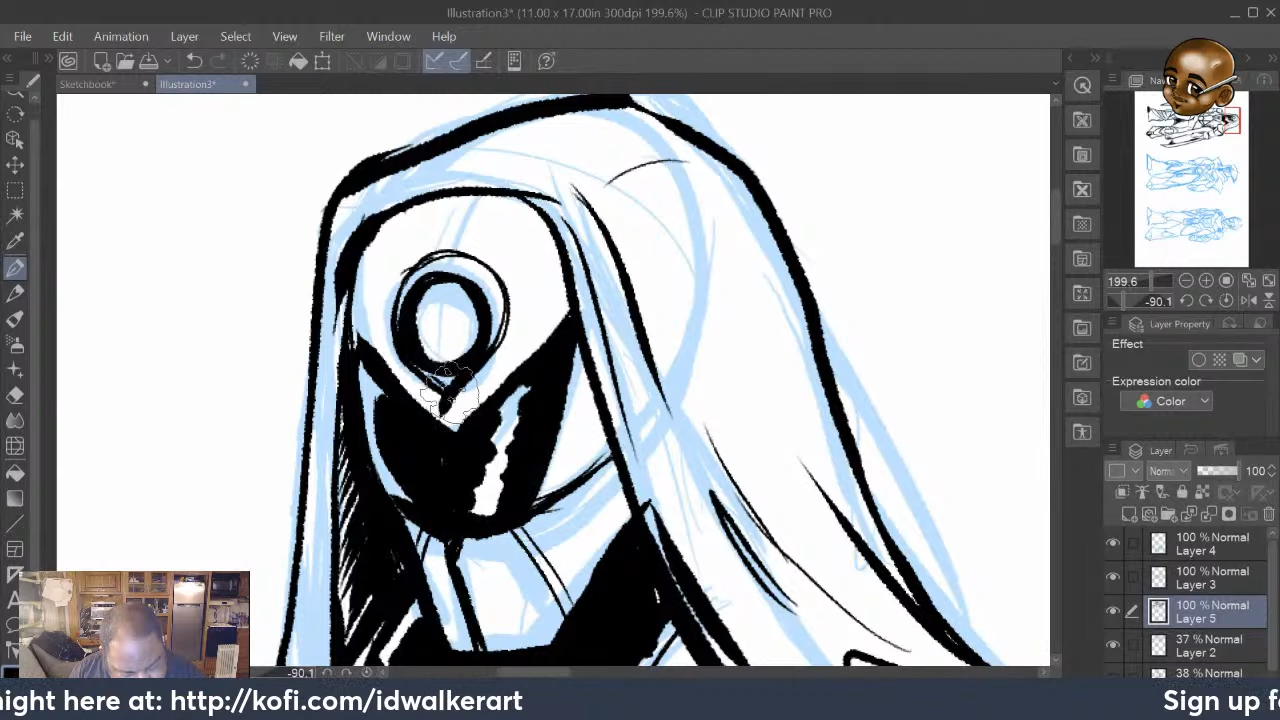 Illustration3* (11.00 x 17.00in 300dpi 199.6%) - CLIP STUDIO PAINT PRO
File Edit Animation Layer Select View Filter Window Help
Sketchbook* Illustration3*
199.6
-90.1
Layer Property
Effect
Expression color
Color
Layer
Norm 100
100 % Normal
Layer 4
100 % Normal
Layer 3
100 % Normal
Layer 5
37 % Normal
Layer 2
38 % Normal
-90.1
night here at: http://kofi.com/idwalkerart
Sign up fo